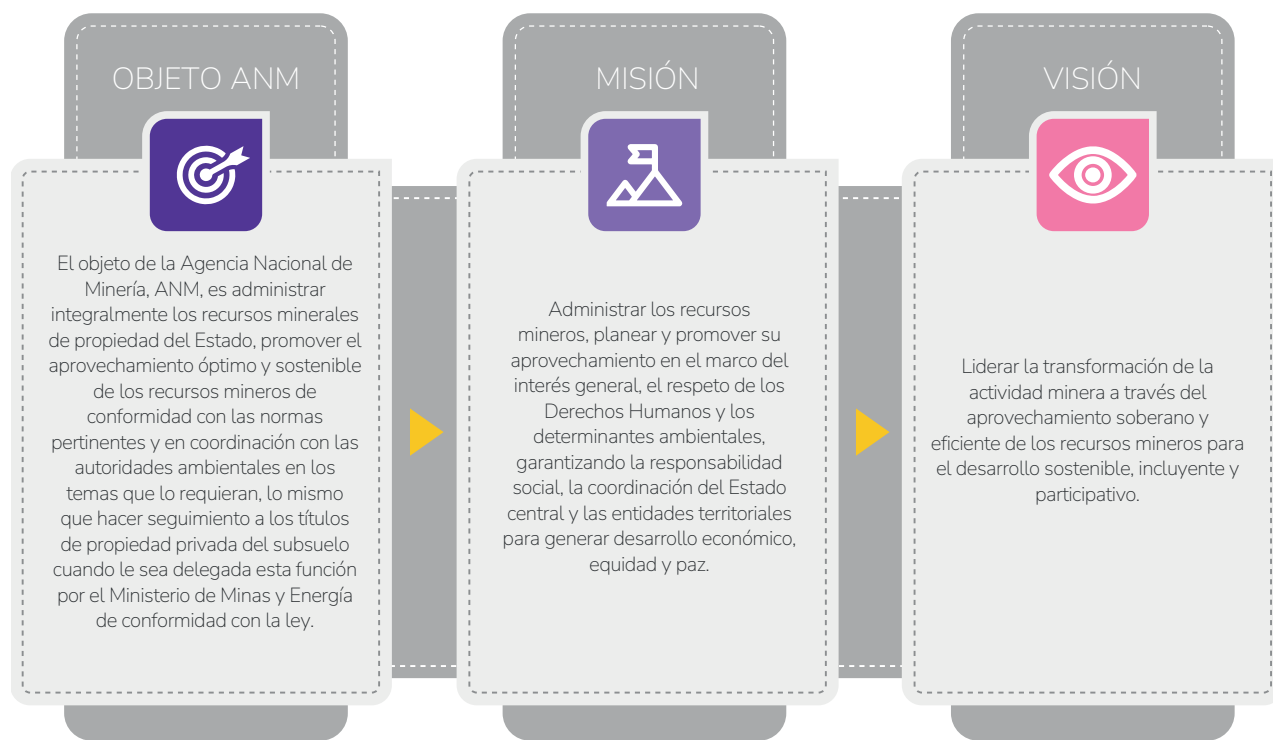 OBJETO ANM
El objeto de la Agencia Nacional de
Minería, ANM, es administrar
integralmente los recursos minerales
de propiedad del Estado, promover el
aprovechamiento óptimo y sostenible
de los recursos mineros de
conformidad con las normas
pertinentes y en coordinación con las
autoridades ambientales en los
temas que lo requieran, lo mismo
que hacer seguimiento a los títulos
de propiedad privada del subsuelo
cuando le sea delegada esta función
por el Ministerio de Minas y Energía
de conformidad con la ley.
MISIÓN
Administrar los recursos
mineros, planear y promover su
aprovechamiento en el marco del
interés general, el respeto de los
Derechos Humanos y los
determinantes ambientales,
garantizando la responsabilidad
social, la coordinación del Estado
central y las entidades territoriales
para generar desarrollo económico,
equidad y paz.
VISIÓN
Liderar la transformación de la
actividad minera a través del
aprovechamiento soberano y
eficiente de los recursos mineros para
el desarrollo sostenible, incluyente y
participativo.